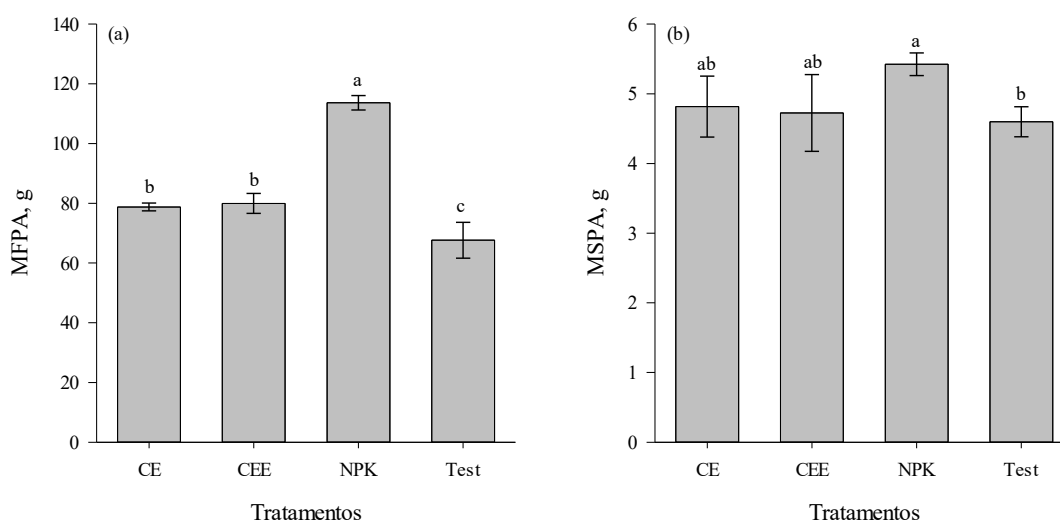 (a)
MFPA, g
140
120
100
80
60
40
20
0
b
b
a
c
CE
CEE
NPK
Test
Tratamentos
(b)
MSPA, g
6
5
4
3
2
1
0
ab
ab
a
b
CE
CEE
NPK
Test
Tratamentos